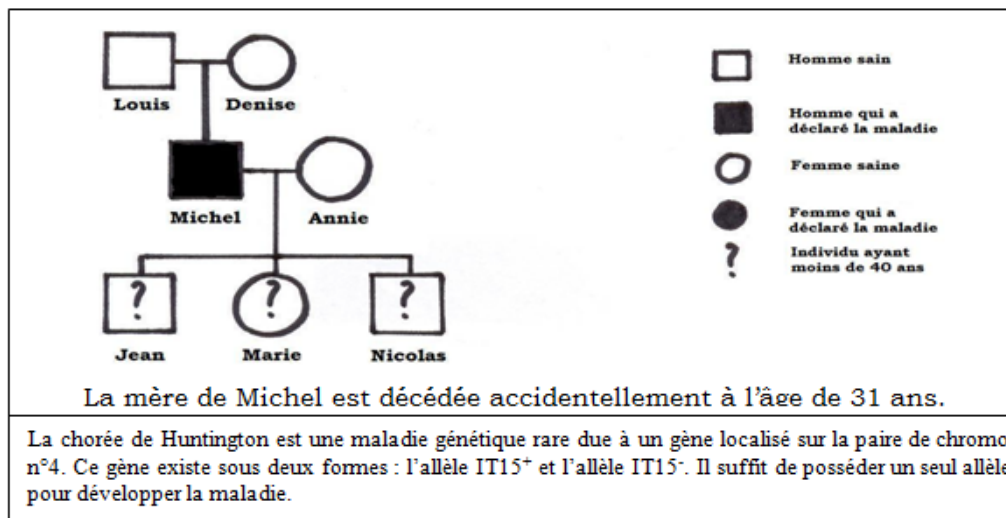 Louis
Denise
Michel
Annie
?
?
?
Jean
Marie
Nicolas
Homme sain
Homme qui a
déclaré la maladie
Femme saine
Femme qui a
déclaré la maladie
?
Individu ayant
moins de 40 ans
La mère de Michel est décédée accidentellement à l'âge de 31 ans.
La chorée de Huntington est une maladie génétique rare due à un gène localisé sur la paire de chromo
n°4. Ce gène existe sous deux formes : l'allèle IT15⁺ et l'allèle IT15⁻. Il suffit de posséder un seul allèle
pour développer la maladie.